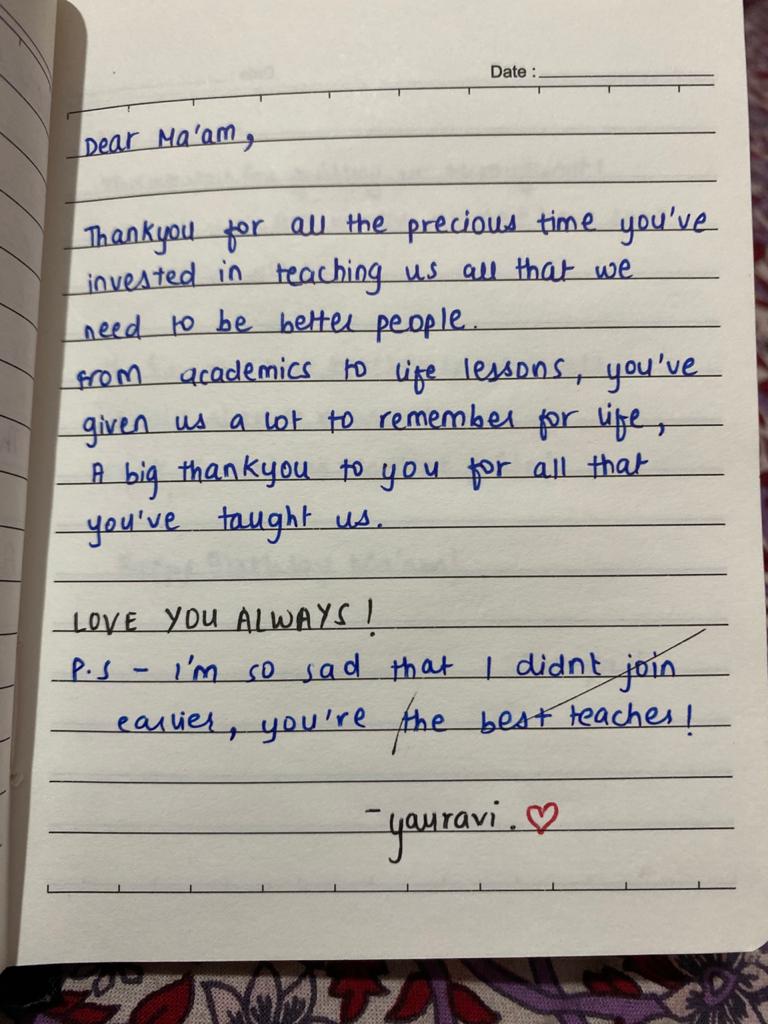 Date :
Dear Ma'am,
Thankyou for all the precious time you've
invested in teaching us all that we
need to be better people.
from academics to life lessons, you've
given us a lot to remember for life,
A big thankyou to you for all that
you've taught us.
LOVE YOU ALWAYS!
P.S - I'm so sad that I didnt join
earlier, you're the best teacher!
- yauravi. ♡